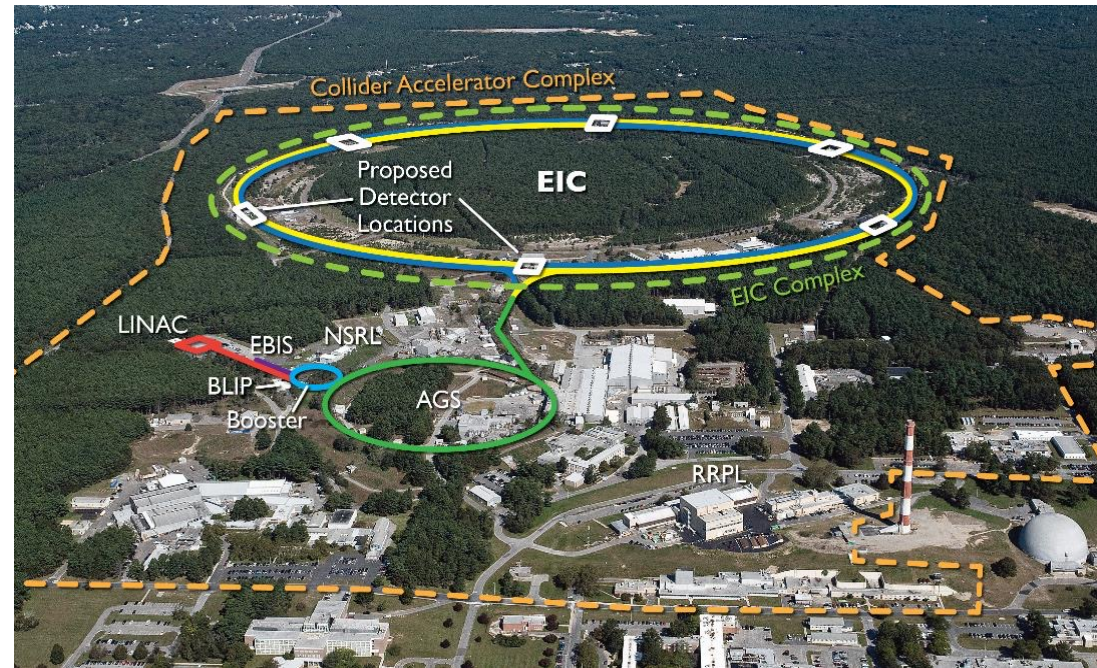 Collider Accelerator Complex
Proposed
Detector
Locations
EIC
EIC Complex
LINAC
EBIS
NSRL
BLIP
Booster
AGS
RRPL